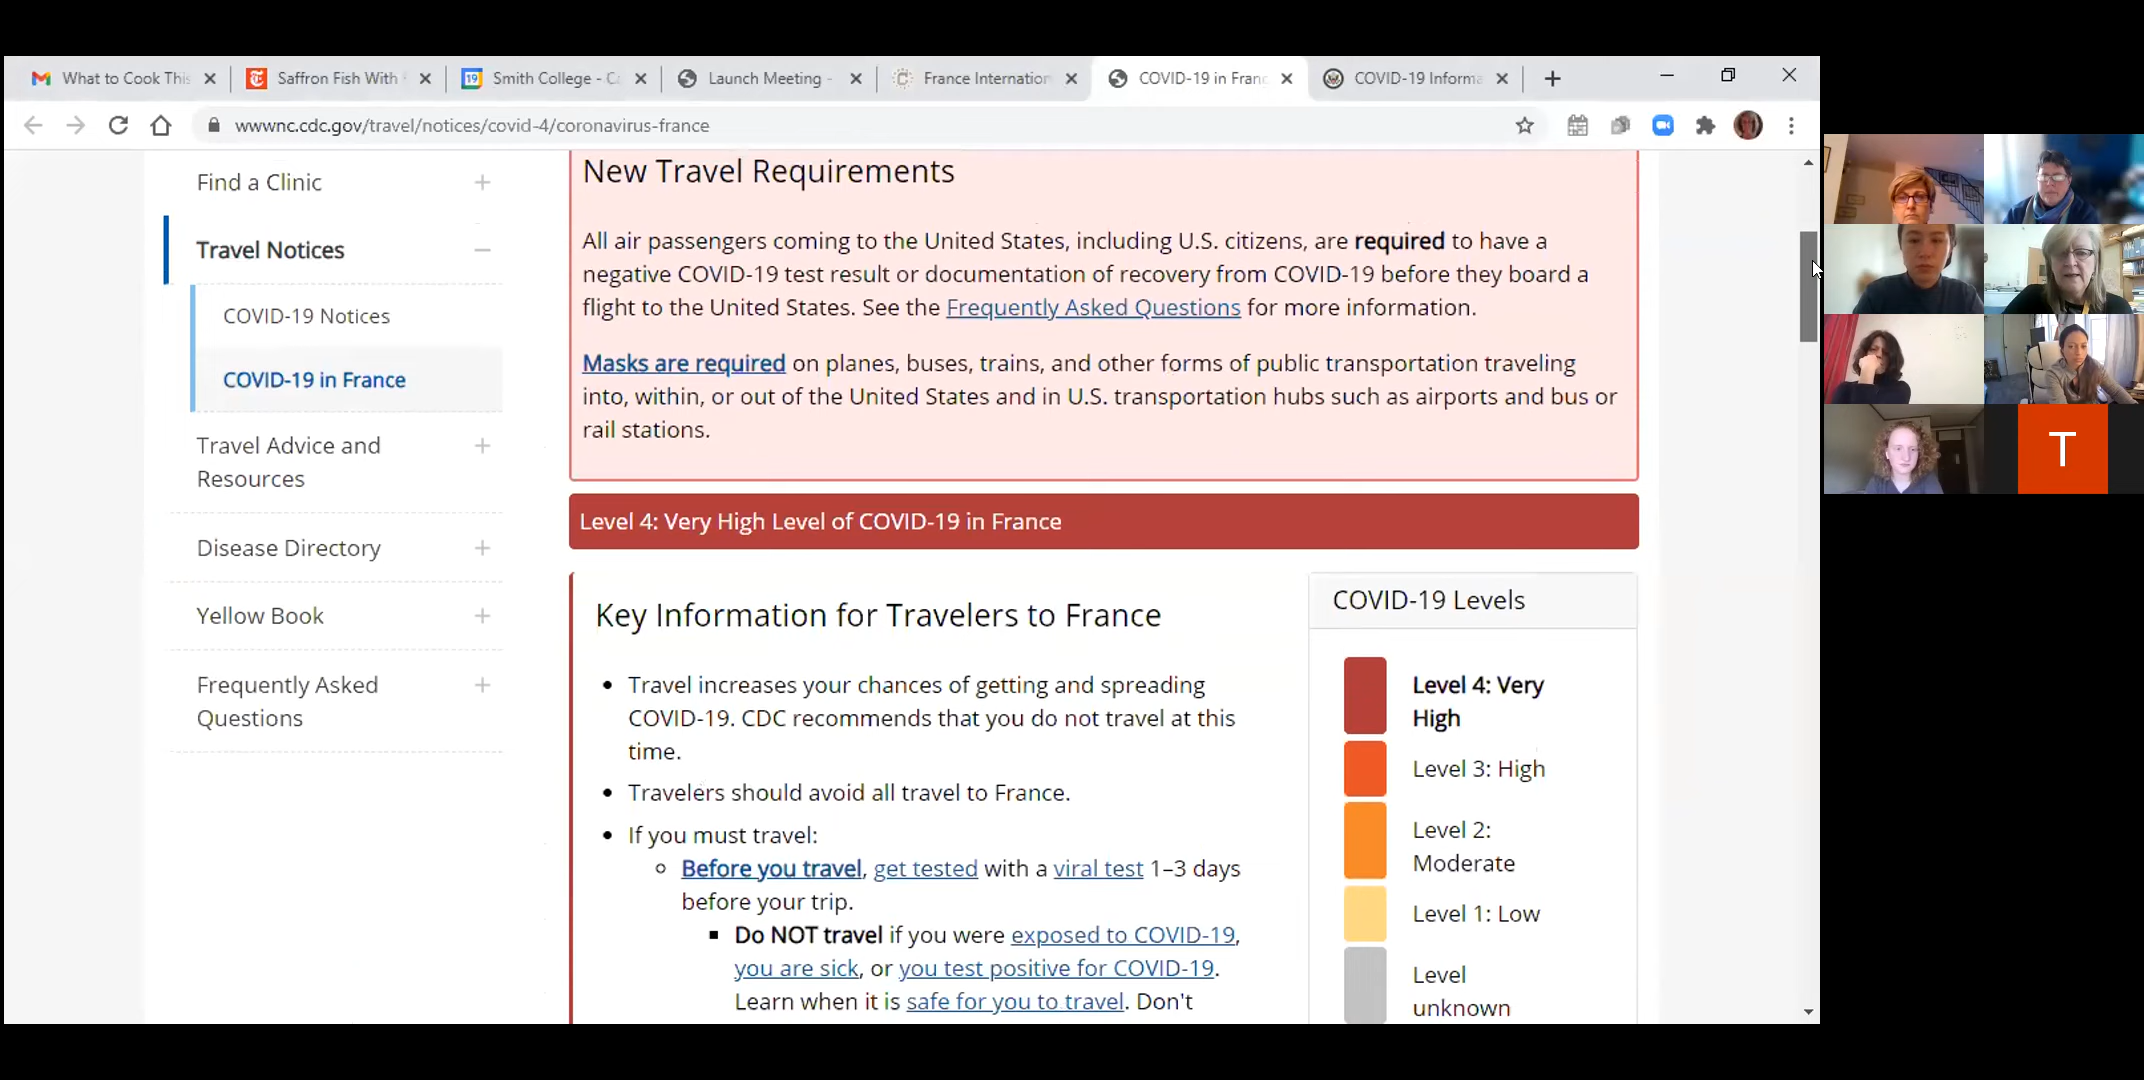 What to Cook This
Saffron Fish With
19
Smith College - C
Launch Meeting -
France Internation
COVID-19 in Franc
COVID-19 Informa
wwwnc.cdc.gov/travel/notices/covid-4/coronavirus-france
Find a Clinic
Travel Notices
COVID-19 Notices
COVID-19 in France
Travel Advice and
Resources
Disease Directory
Yellow Book
Frequently Asked
Questions
New Travel Requirements
All air passengers coming to the United States, including U.S. citizens, are required to have a
negative COVID-19 test result or documentation of recovery from COVID-19 before they board a
flight to the United States. See the Frequently Asked Questions for more information.
Masks are required on planes, buses, trains, and other forms of public transportation traveling
into, within, or out of the United States and in U.S. transportation hubs such as airports and bus or
rail stations.
Level 4: Very High Level of COVID-19 in France
Key Information for Travelers to France
• Travel increases your chances of getting and spreading
COVID-19. CDC recommends that you do not travel at this
time.
• Travelers should avoid all travel to France.
• If you must travel:
Before you travel, get tested with a viral test 1–3 days
before your trip.
Do NOT travel if you were exposed to COVID-19,
you are sick, or you test positive for COVID-19.
Learn when it is safe for you to travel. Don't
COVID-19 Levels
Level 4: Very
High
Level 3: High
Level 2:
Moderate
Level 1: Low
Level
unknown
T